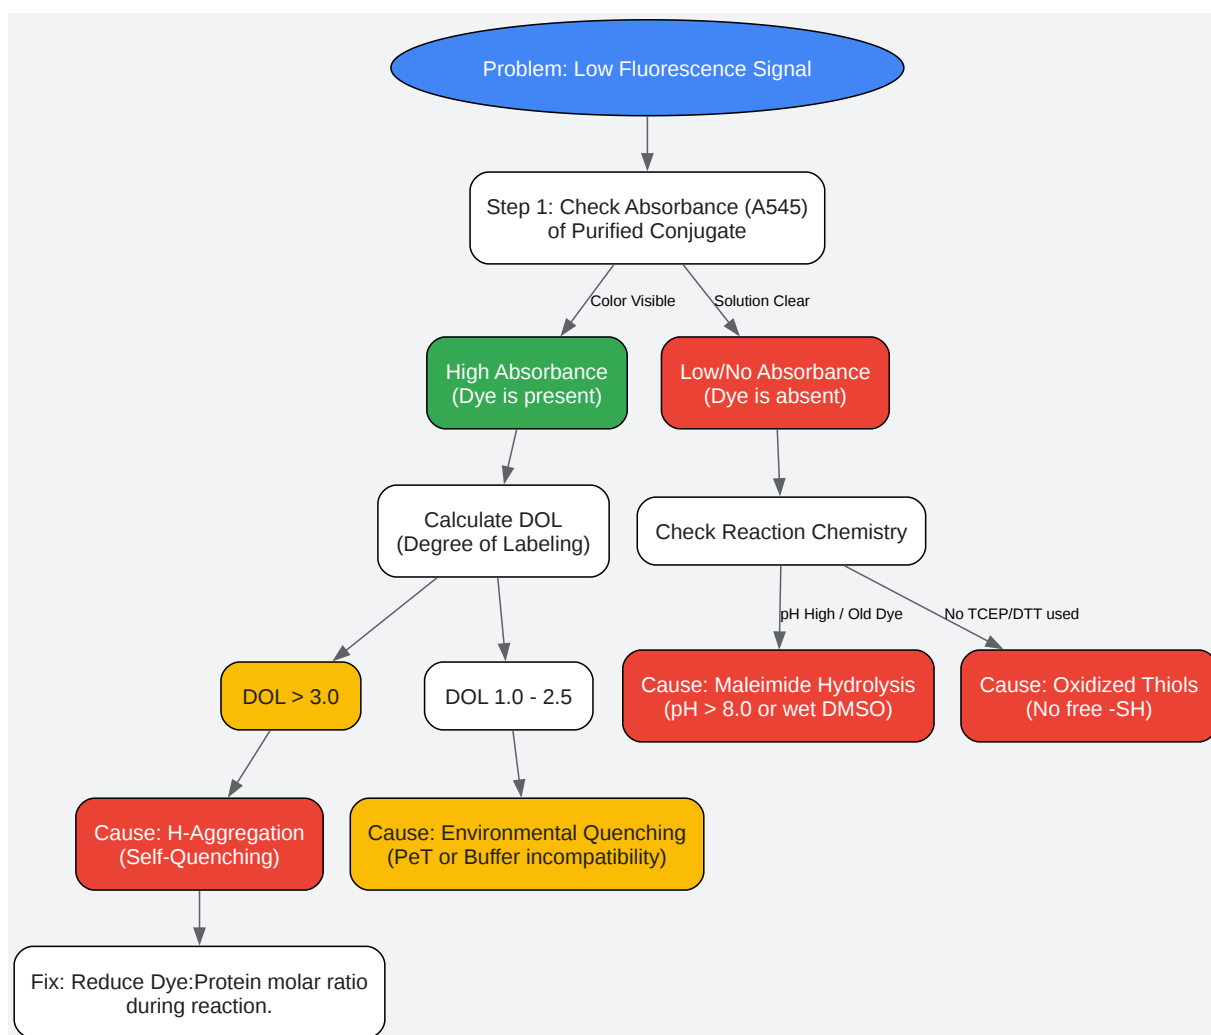 Problem: Low Fluorescence Signal
Step 1: Check Absorbance (A545)
of Purified Conjugate
Color Visible
Solution Clear
High Absorbance
(Dye is present)
Low/No Absorbance
(Dye is absent)
Calculate DOL
(Degree of Labeling)
Check Reaction Chemistry
pH High / Old Dye
No TCEP/DTT used
DOL > 3.0
DOL 1.0 - 2.5
Cause: Maleimide Hydrolysis
(pH > 8.0 or wet DMSO)
Cause: Oxidized Thiols
(No free -SH)
Cause: H-Aggregation
(Self-Quenching)
Cause: Environmental Quenching
(PeT or Buffer incompatibility)
Fix: Reduce Dye:Protein molar ratio
during reaction.